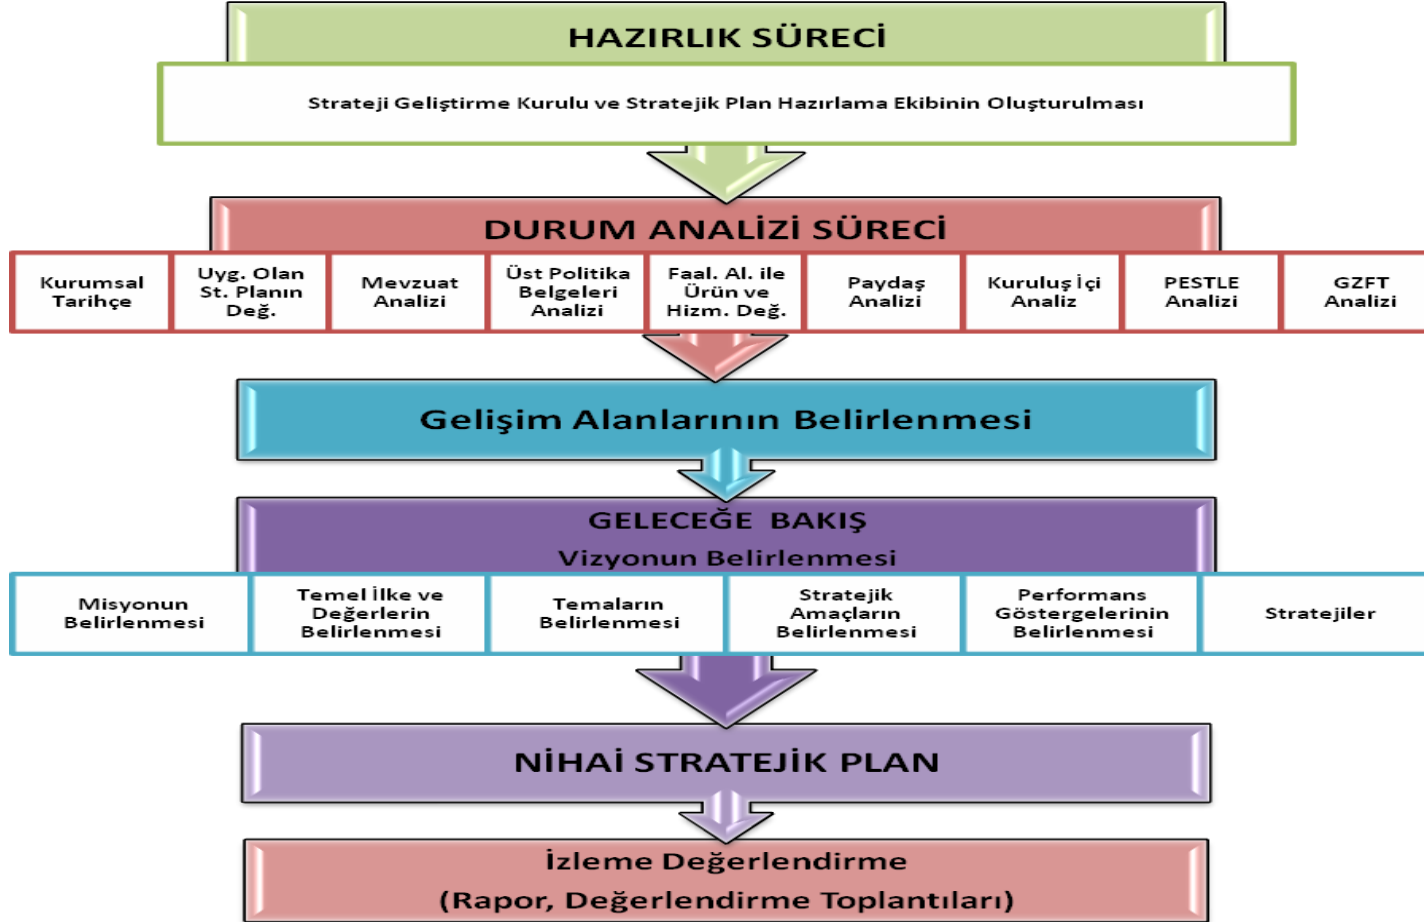 HAZIRLIK SÜRECİ
Strateji Geliştirme Kurulu ve Stratejik Plan Hazırlama Ekibinin Oluşturulması
DURUM ANALİZİ SÜRECİ
Kurumsal
Tarihçe
Uyg. Olan
St. Planın
Değ.
Mevzuat
Analizi
Üst Politika
Belgeleri
Analizi
Faal. Al. ile
Ürün ve
Hizm. Değ.
Paydaş
Analizi
Kuruluş İçi
Analiz
PESTLE
Analizi
GZFT
Analizi
Gelişim Alanlarının Belirlenmesi
GELECEĞE BAKIŞ
Vizyonun Belirlenmesi
Misyonun
Belirlenmesi
Temel İlke ve
Değerlerin
Belirlenmesi
Temaların
Belirlenmesi
Stratejik
Amaçların
Belirlenmesi
Performans
Göstergelerinin
Belirlenmesi
Stratejiler
NİHAİ STRATEJİK PLAN
İzleme Değerlendirme
(Rapor, Değerlendirme Toplantıları)